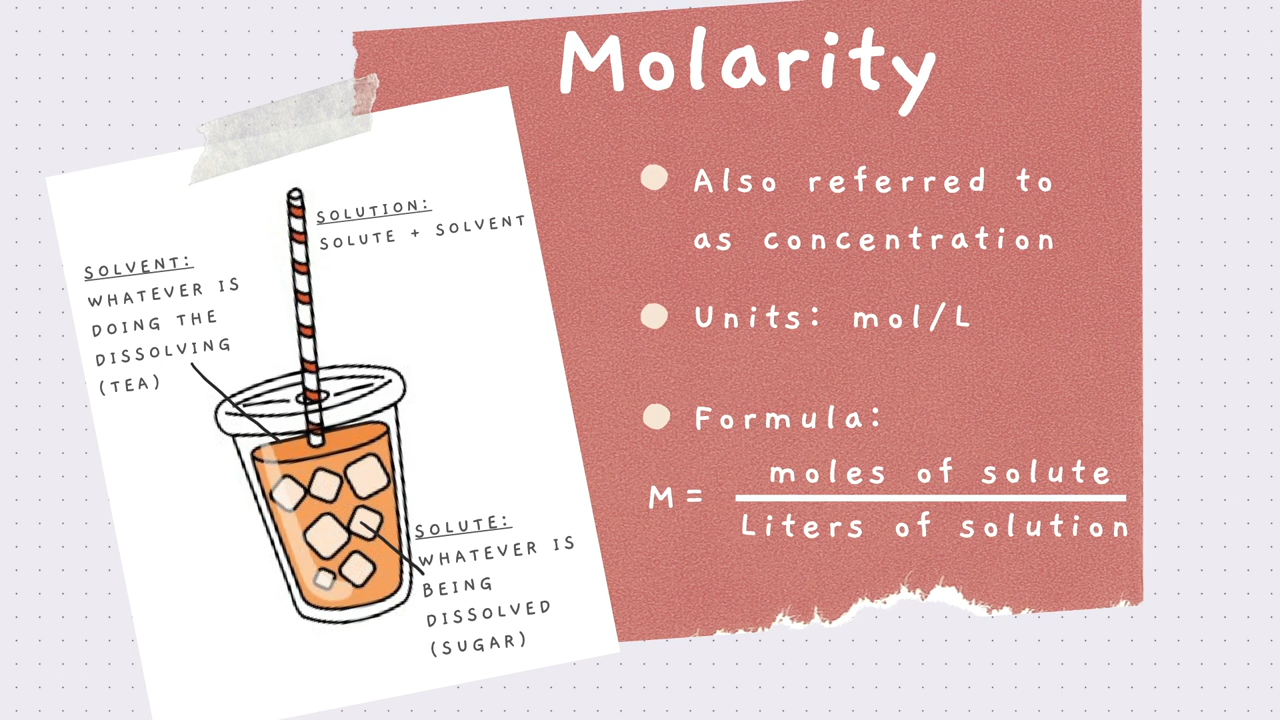 Molarity
Also referred to
as concentration
Units: mol/L
Formula:
M = moles of solute
Liters of solution
SOLUTION:
SOLUTE + SOLVENT
SOLVENT:
WHATEVER IS
DOING THE
DISSOLVING
(TEA)
SOLUTE:
WHATEVER IS
BEING
DISSOLVED
(SUGAR)